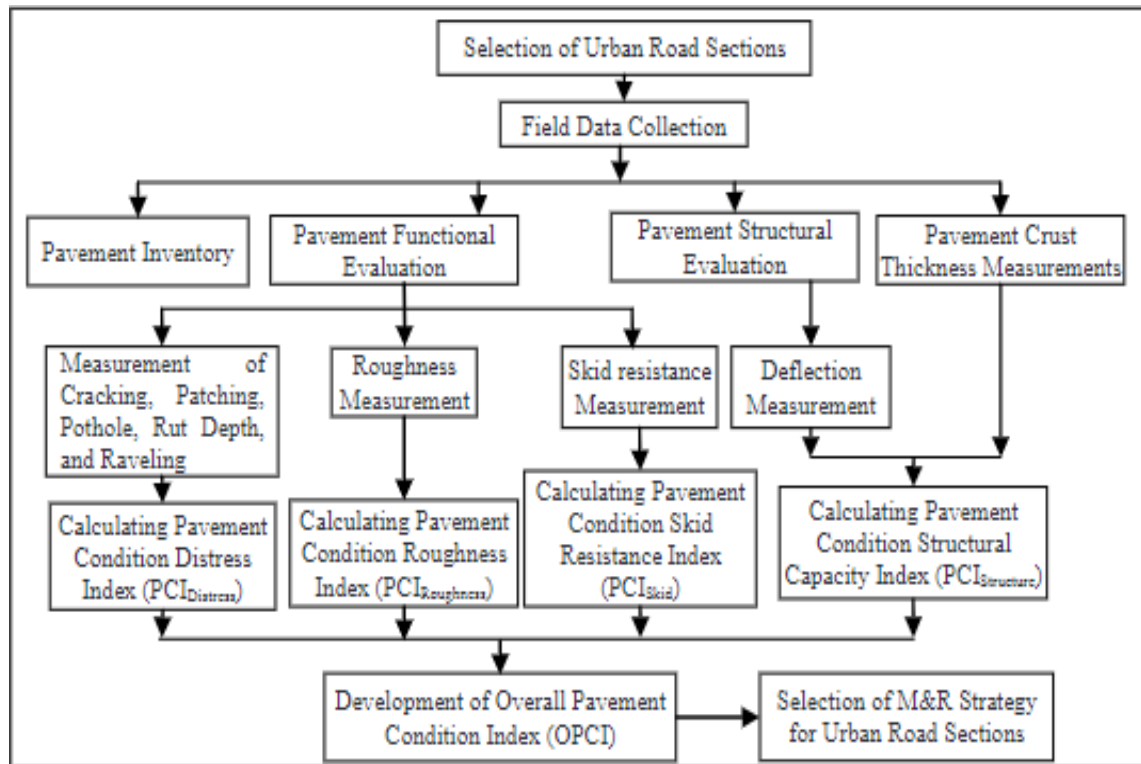 Selection of Urban Road Sections
Field Data Collection
Pavement Inventory
Pavement Functional
Evaluation
Pavement Structural
Evaluation
Pavement Crust
Thickness Measurements
Measurement of
Cracking, Patching,
Pothole, Rut Depth,
and Raveling
Roughness
Measurement
Skid resistance
Measurement
Deflection
Measurement
Calculating Pavement
Condition Distress
Index (PCIDistress)
Calculating Pavement
Condition Roughness
Index (PCIRoughness)
Calculating Pavement
Condition Skid
Resistance Index
(PCISkid)
Calculating Pavement
Condition Structural
Capacity Index (PCIStructure)
Development of Overall Pavement
Condition Index (OPCI)
Selection of M&R Strategy
for Urban Road Sections